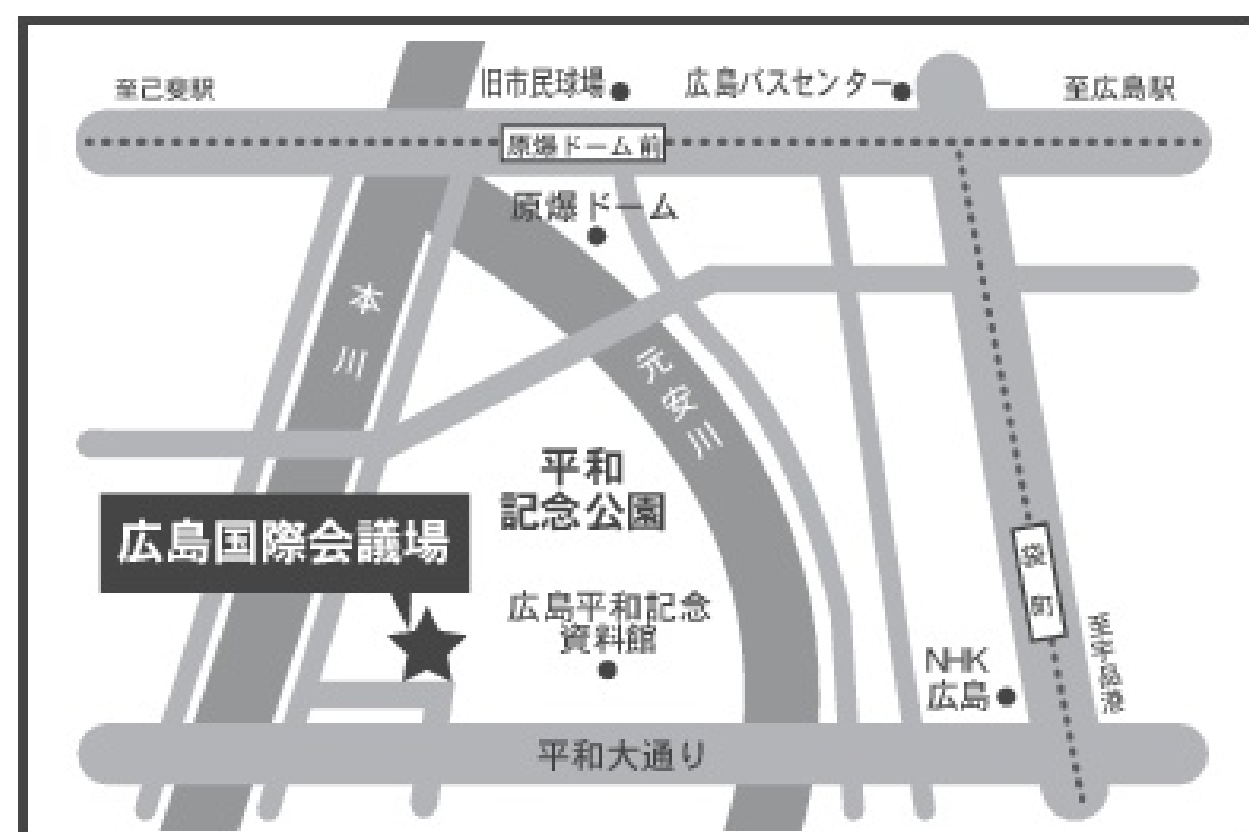 至己斐駅
旧市民球場
広島バスセンター
至広島駅
原爆ドーム前
原爆ドーム
本川
元安川
平和
記念公園
広島国際会議場
広島平和記念
資料館
袋町
至宇品港
NHK
広島
平和大通り